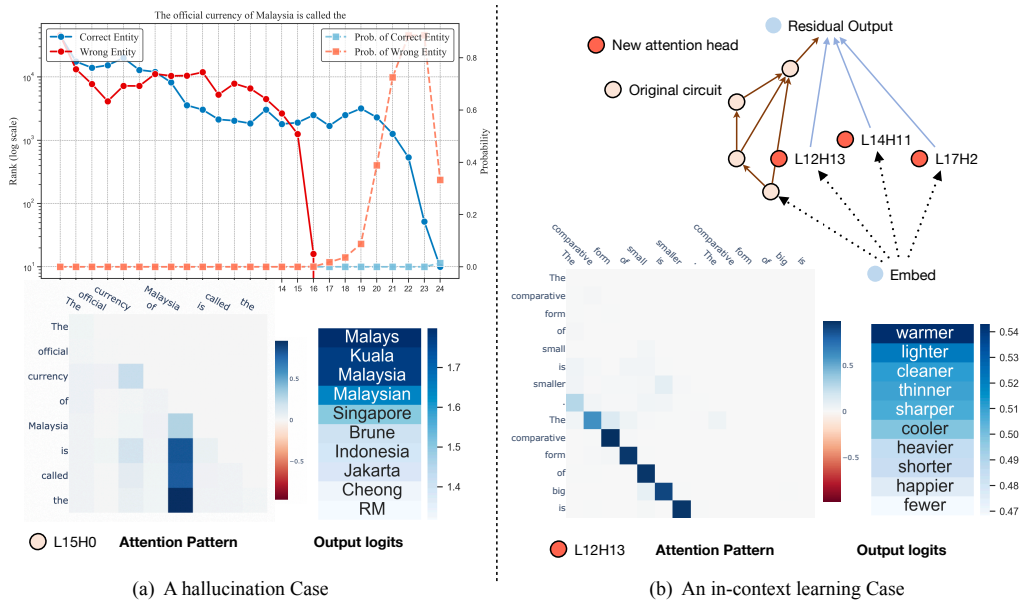 The official currency of Malaysia is called the
Correct Entity
Wrong Entity
Prob. of Correct Entity
Prob. of Wrong Entity
Rank (log scale)
10⁴
10³
10²
10¹
Probability
0.8
0.6
0.4
0.2
0.0
14 15 16 17 18 19 20 21 22 23 24
The official currency of Malaysia is called the
The
official
currency
of
Malaysia
is
called
the
0.5
0
−0.5
Malays
Kuala
Malaysia
Malaysian
Singapore
Brune
Indonesia
Jakarta
Cheong
RM
1.7
1.6
1.5
1.4
L15H0
Attention Pattern
Output logits
(a) A hallucination Case
Residual Output
New attention head
Original circuit
L12H13
L14H11
L17H2
Embed
The comparative form of small is smaller . The comparative form of big is
The
comparative
form
of
small
is
smaller
.
The
comparative
form
of
big
is
0.5
0
−0.5
warmer
lighter
cleaner
thinner
sharper
cooler
heavier
shorter
happier
fewer
0.54
0.53
0.52
0.51
0.50
0.49
0.48
0.47
L12H13
Attention Pattern
Output logits
(b) An in-context learning Case